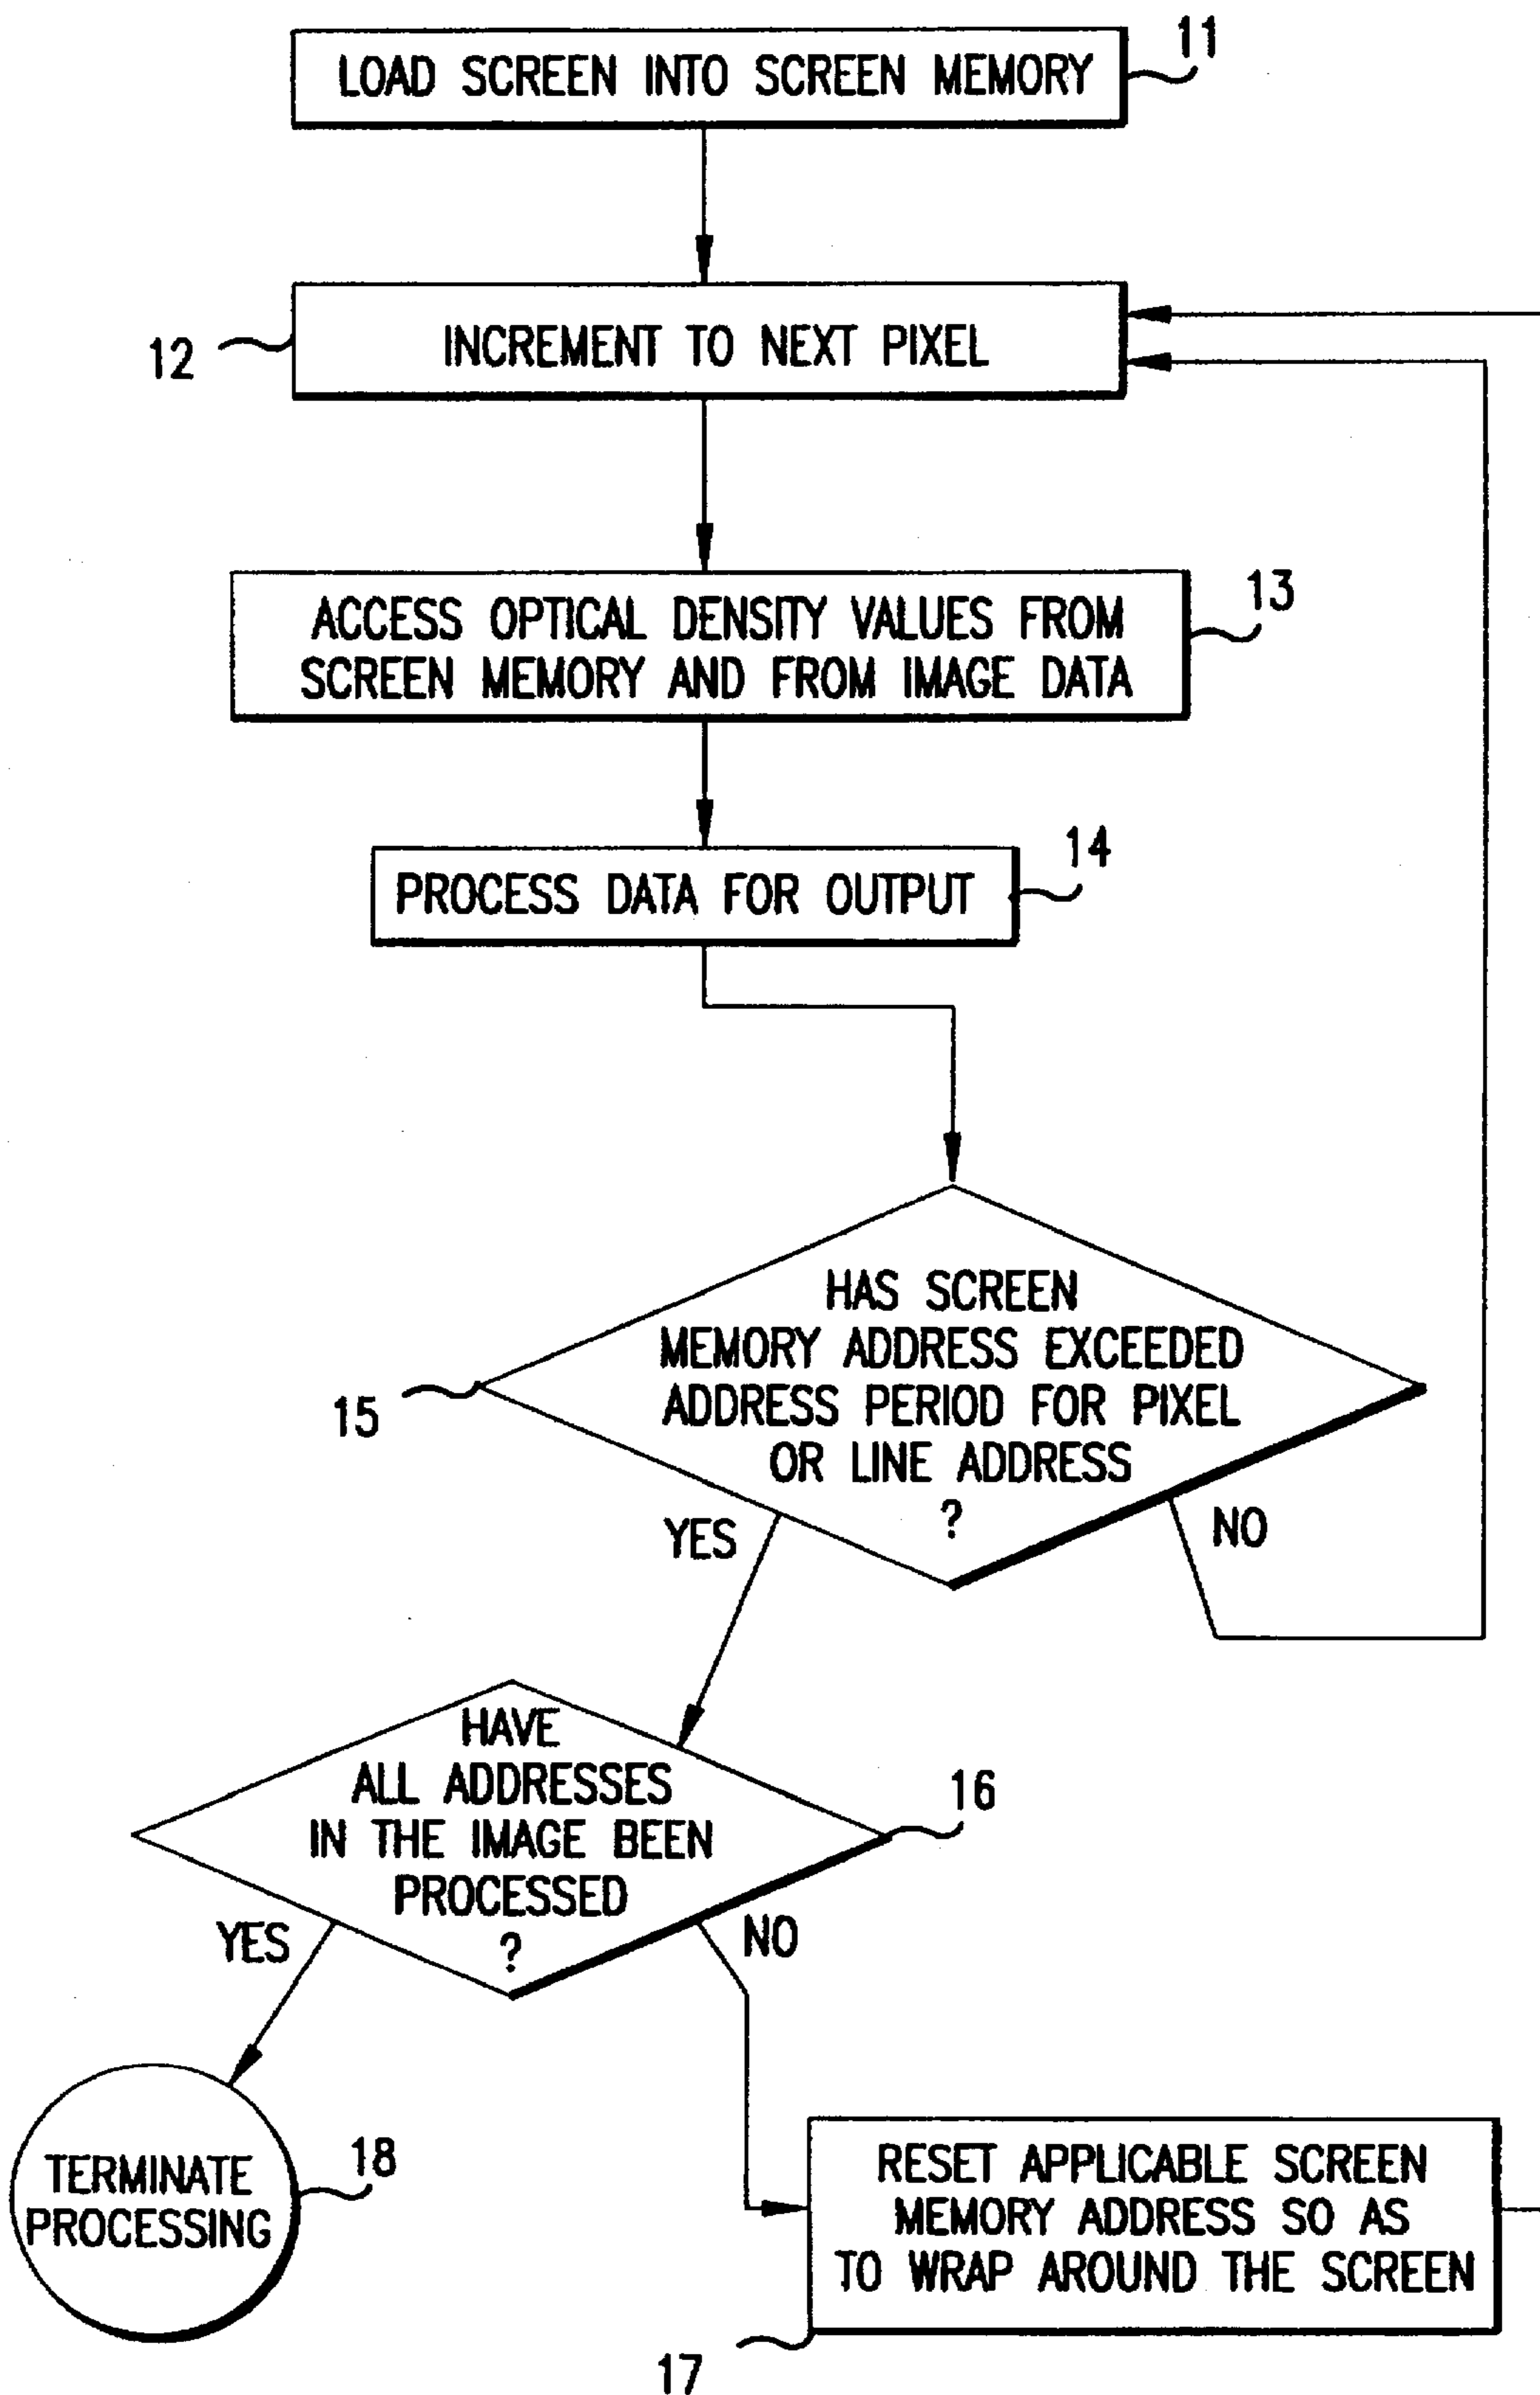 LOAD SCREEN INTO SCREEN MEMORY
11
INCREMENT TO NEXT PIXEL
12
ACCESS OPTICAL DENSITY VALUES FROM
SCREEN MEMORY AND FROM IMAGE DATA
13
PROCESS DATA FOR OUTPUT
14
HAS SCREEN
MEMORY ADDRESS EXCEEDED
ADDRESS PERIOD FOR PIXEL
OR LINE ADDRESS
?
15
YES
NO
HAVE
ALL ADDRESSES
IN THE IMAGE BEEN
PROCESSED
?
16
YES
NO
TERMINATE
PROCESSING
18
RESET APPLICABLE SCREEN
MEMORY ADDRESS SO AS
TO WRAP AROUND THE SCREEN
17